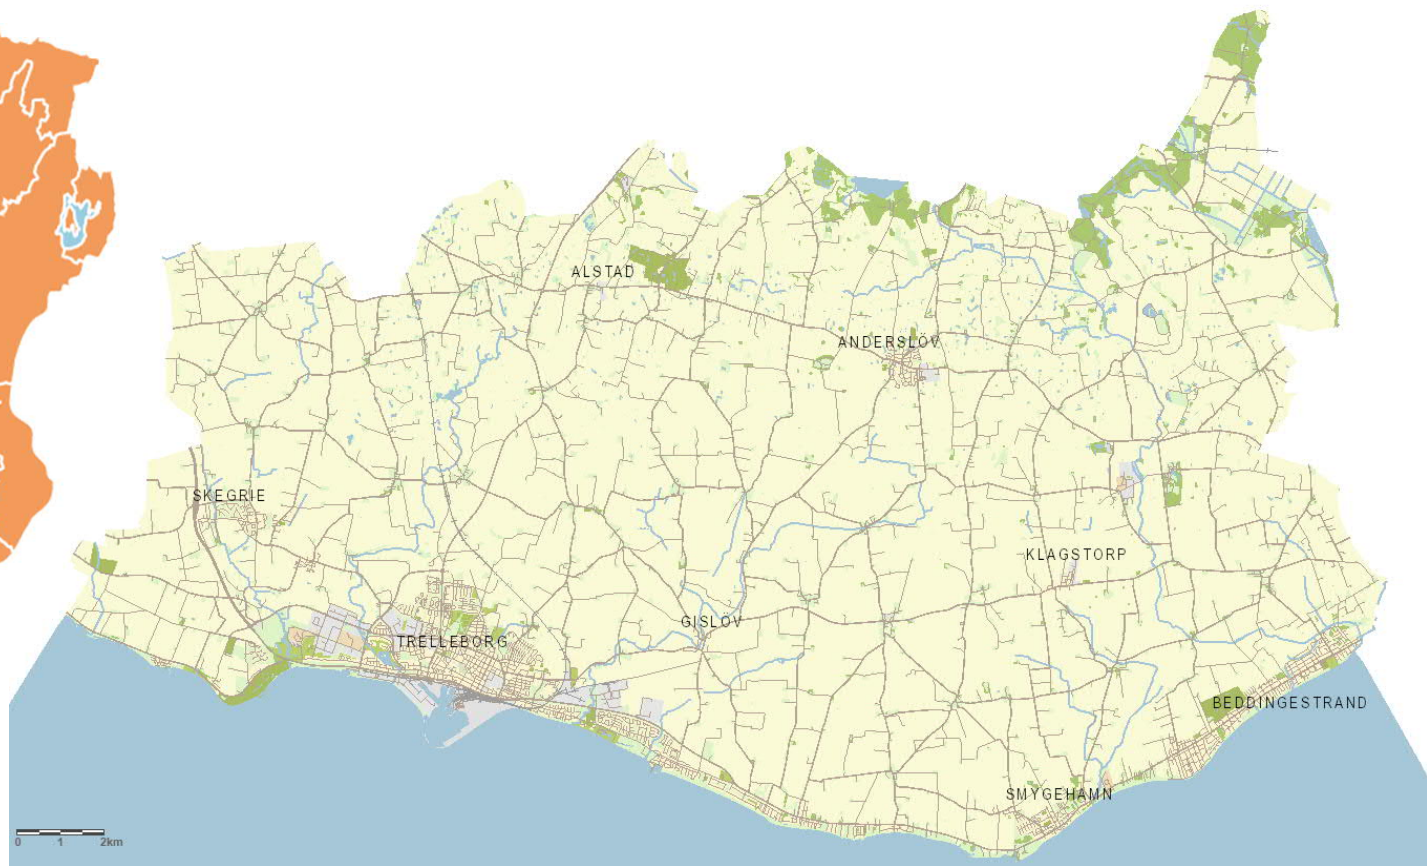 ALSTAD
ANDERSLÖV
SKEGRIE
KLAGSTORP
GISLÖV
TRELLEBORG
BEDDINGESTRAND
SMYGEHAMN
0 1 2km